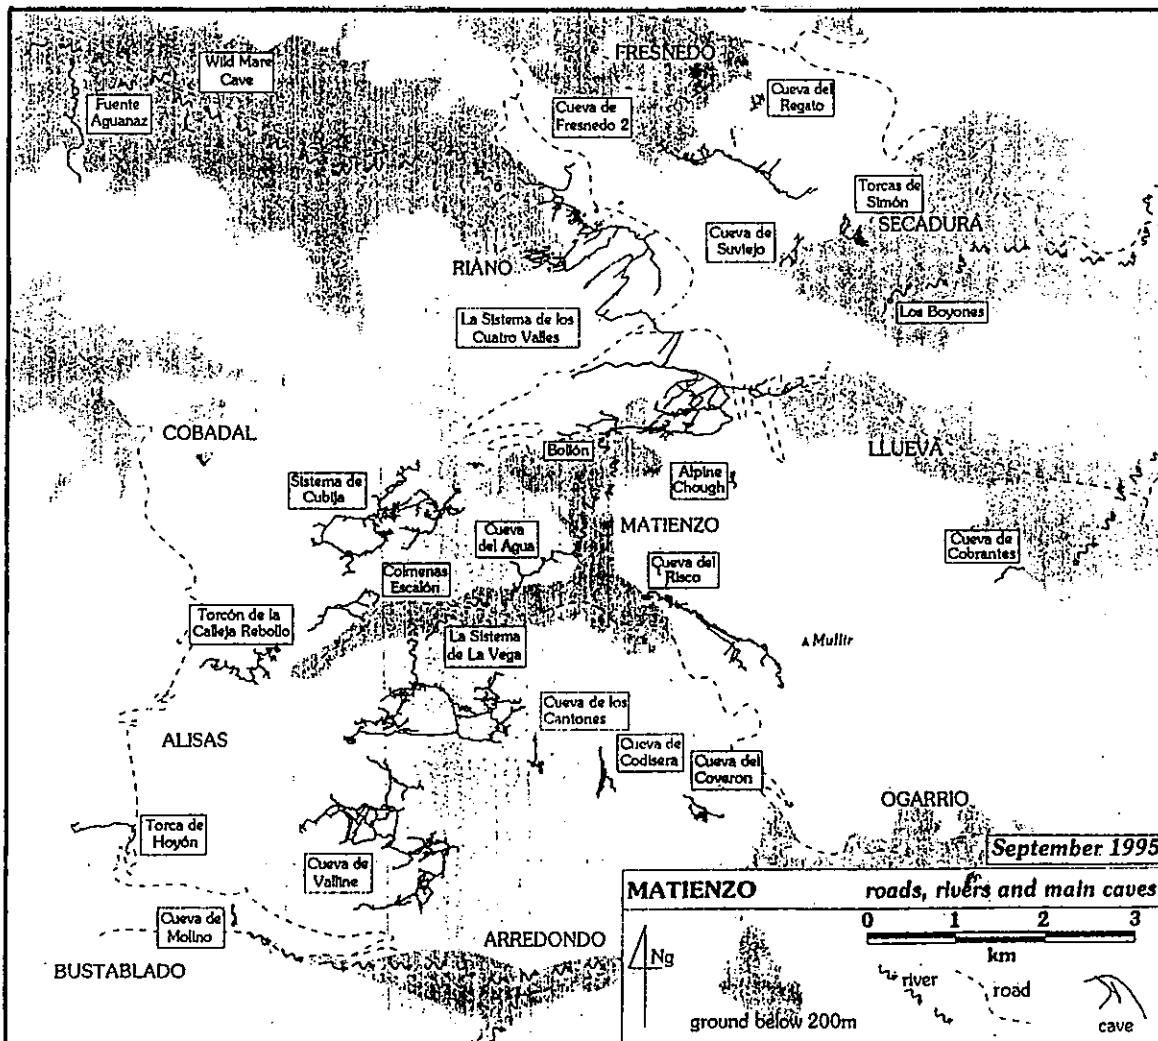 FRESNEDO
Wild Mare
Cave
Fuente
Aguanaz
Cueva de
Fresnedo 2
Cueva del
Regato
Torcas de
Simón
SECADURA
Cueva de
Suviejo
RIAÑO
Los Boyones
La Sistema de los
Cuatro Valles
COBADAL
Bollón
LLUEVA
Sistema de
Cubija
Alpine
Chough
MATIENZO
Cueva
del Agua
Cueva de
Cobrantes
Cueva del
Risco
Colmenas
Escalón
Torcón de la
Calleja Rebollo
La Sistema
de La Vega
Mullir
Cueva de los
Cantones
ALISAS
Cueva de
Codisera
Cueva del
Coveron
OGARRIO
Torca de
Hoyón
September 1995
Cueva de
Valline
MATIENZO roads, rivers and main caves
0 1 2 3
km
Cueva de
Molino
ARREDONDO
BUSTABLADO
Ng
river
road
ground below 200m
cave